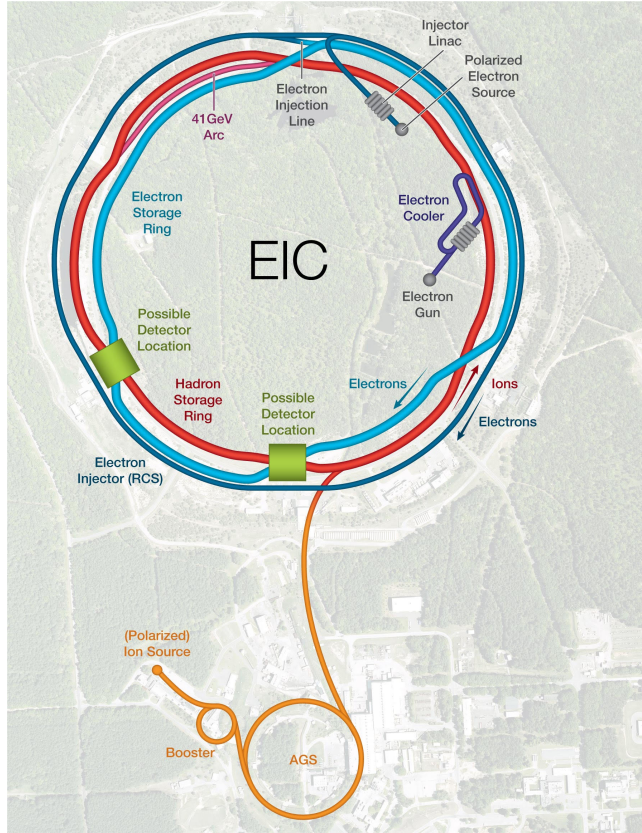 Injector
Linac
Polarized
Electron
Source
Electron
Injection
Line
41GeV
Arc
Electron
Storage
Ring
Electron
Cooler
EIC
Electron
Gun
Possible
Detector
Location
Hadron
Storage
Ring
Possible
Detector
Location
Electrons
Ions
Electrons
Electron
Injector (RCS)
(Polarized)
Ion Source
Booster
AGS